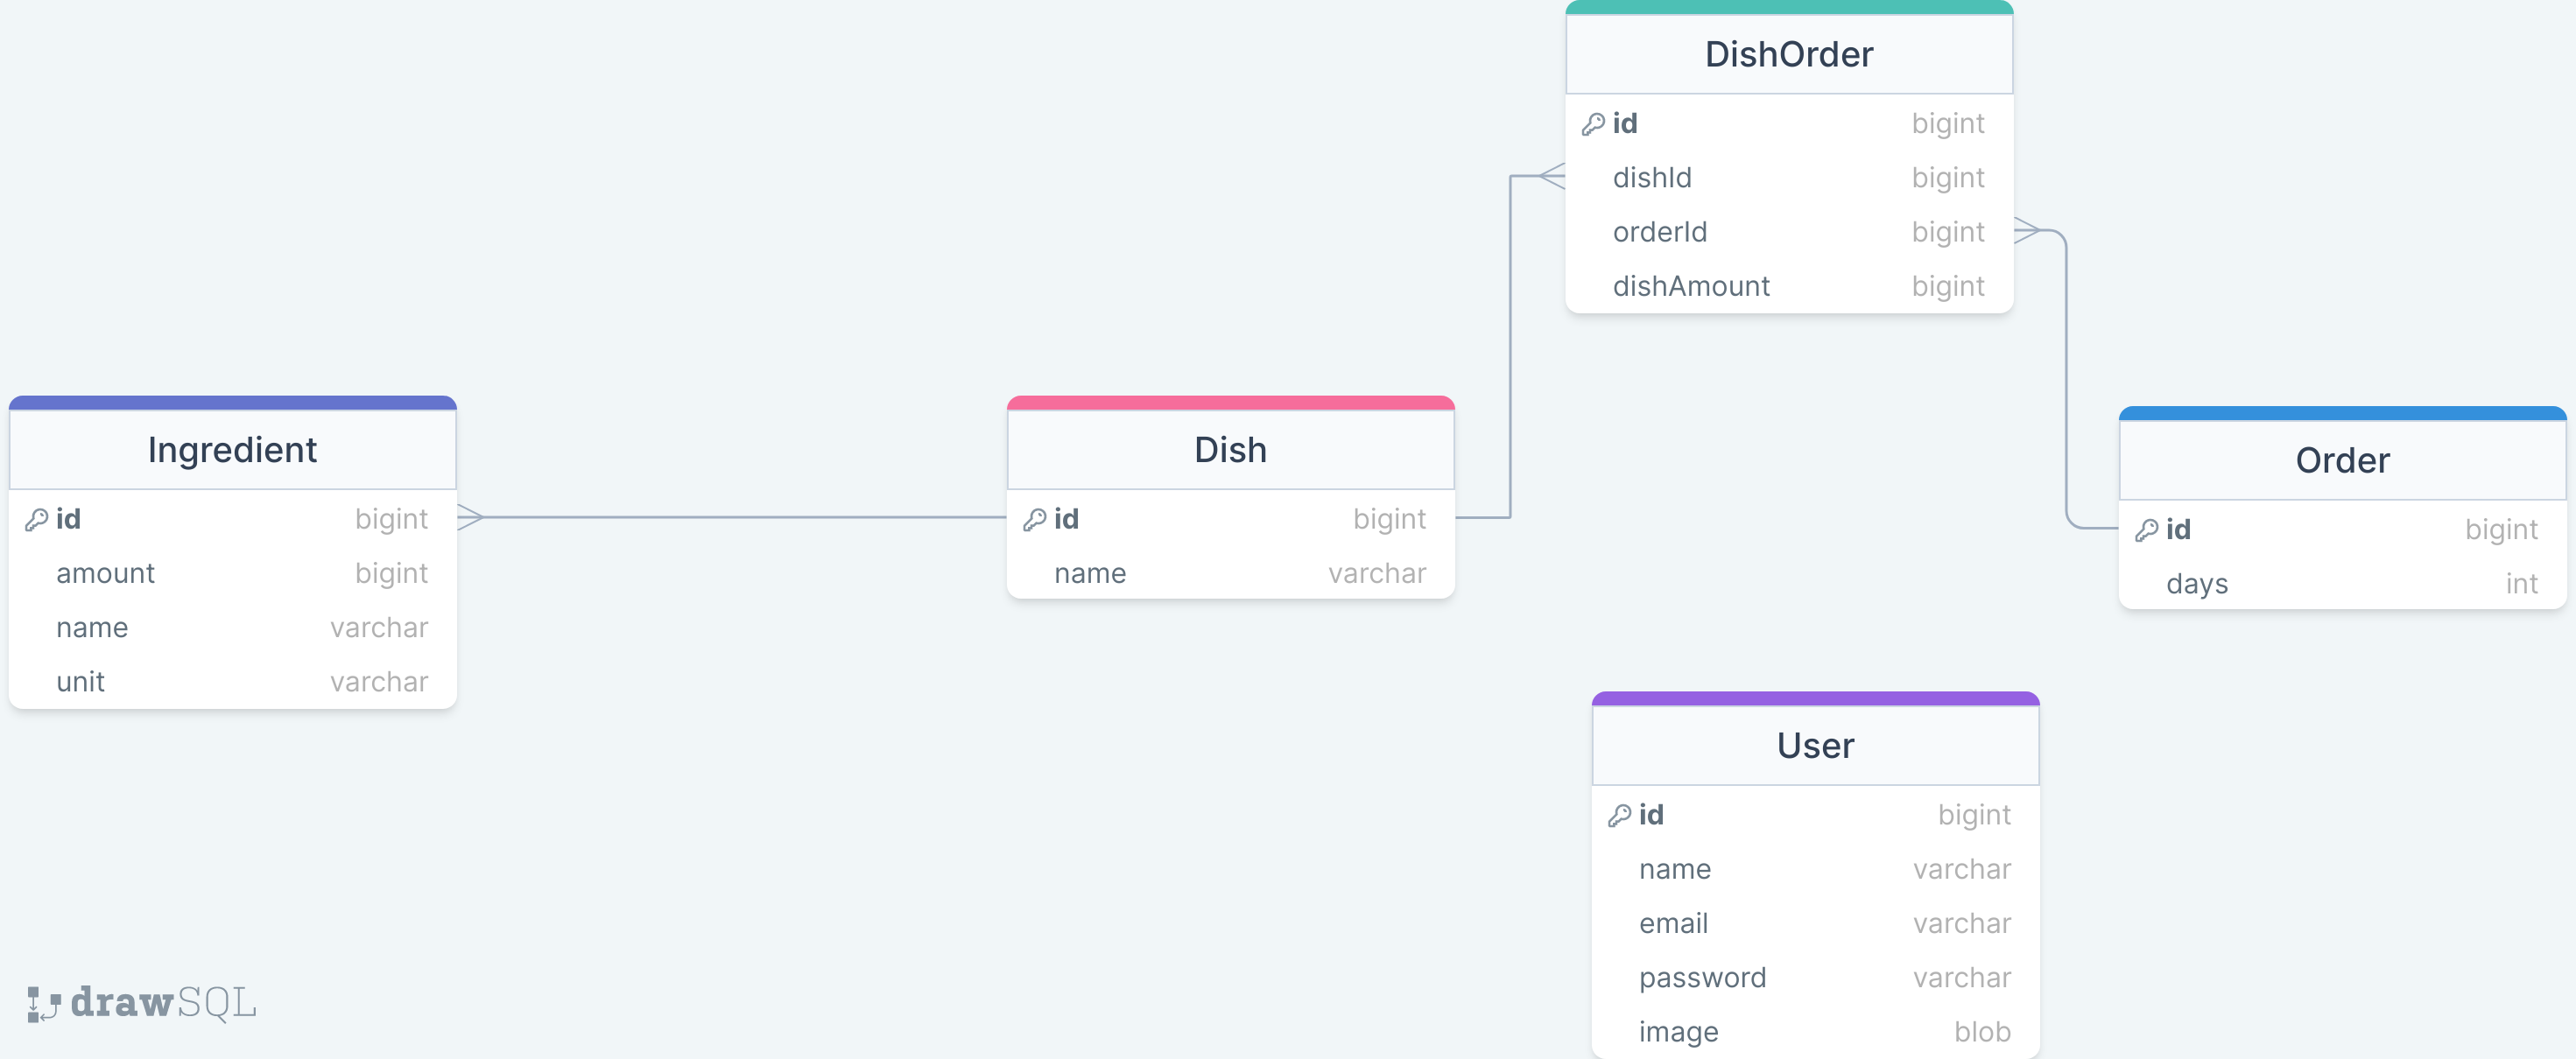 DishOrder
id bigint
dishId bigint
orderId bigint
dishAmount bigint
Ingredient
id bigint
amount bigint
name varchar
unit varchar
Dish
id bigint
name varchar
Order
id bigint
days int
User
id bigint
name varchar
email varchar
password varchar
image blob
drawSQL